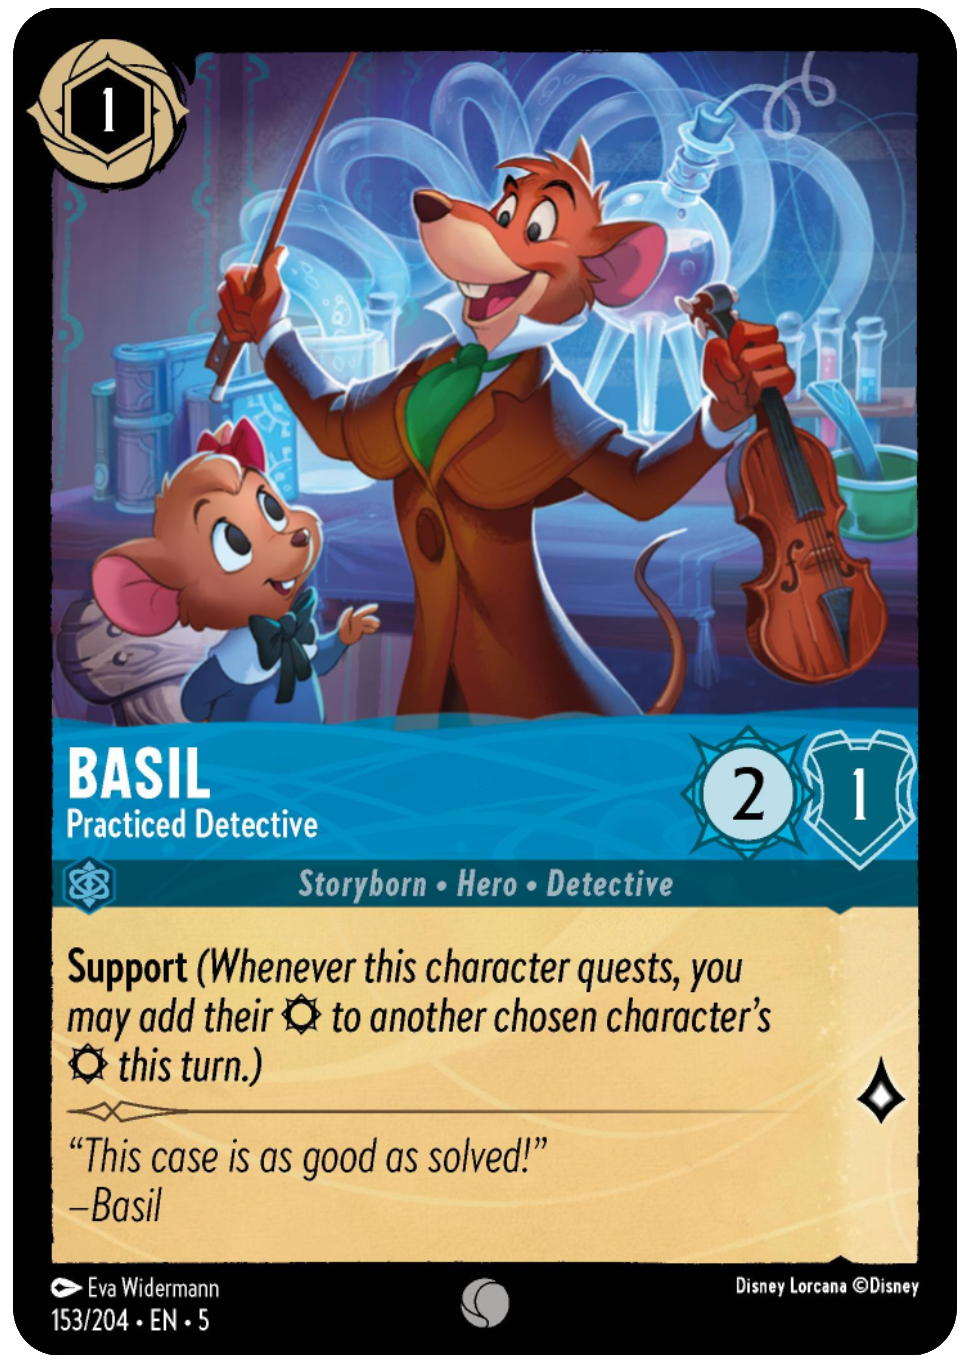 1
BASIL
Practiced Detective
2
1
Storyborn • Hero • Detective
Support (Whenever this character quests, you
may add their to another chosen character's
this turn.)
“This case is as good as solved!”
–Basil
Eva Widermann
Disney Lorcana ©Disney
153/204 • EN • 5